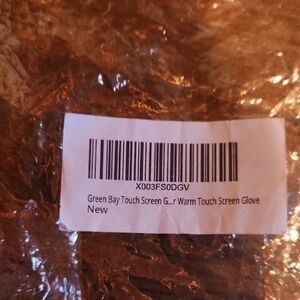 X003FS0DGV
Green Bay Touch Screen G...r Warm Touch Screen Glove
New